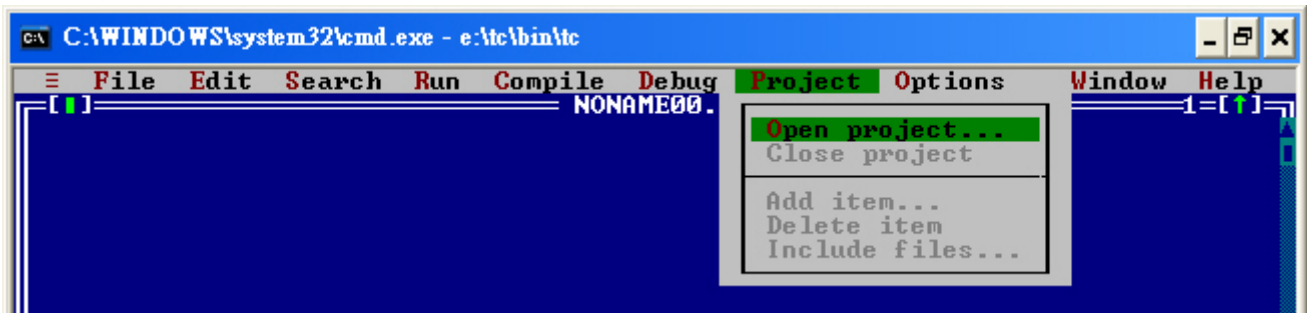 C:\WINDOWS\system32\cmd.exe - e:\tc\bin\tc
≡ File Edit Search Run Compile Debug Project Options Window Help
[■] NONAME00. 1=[↑]
Open project...
Close project
Add item...
Delete item
Include files...